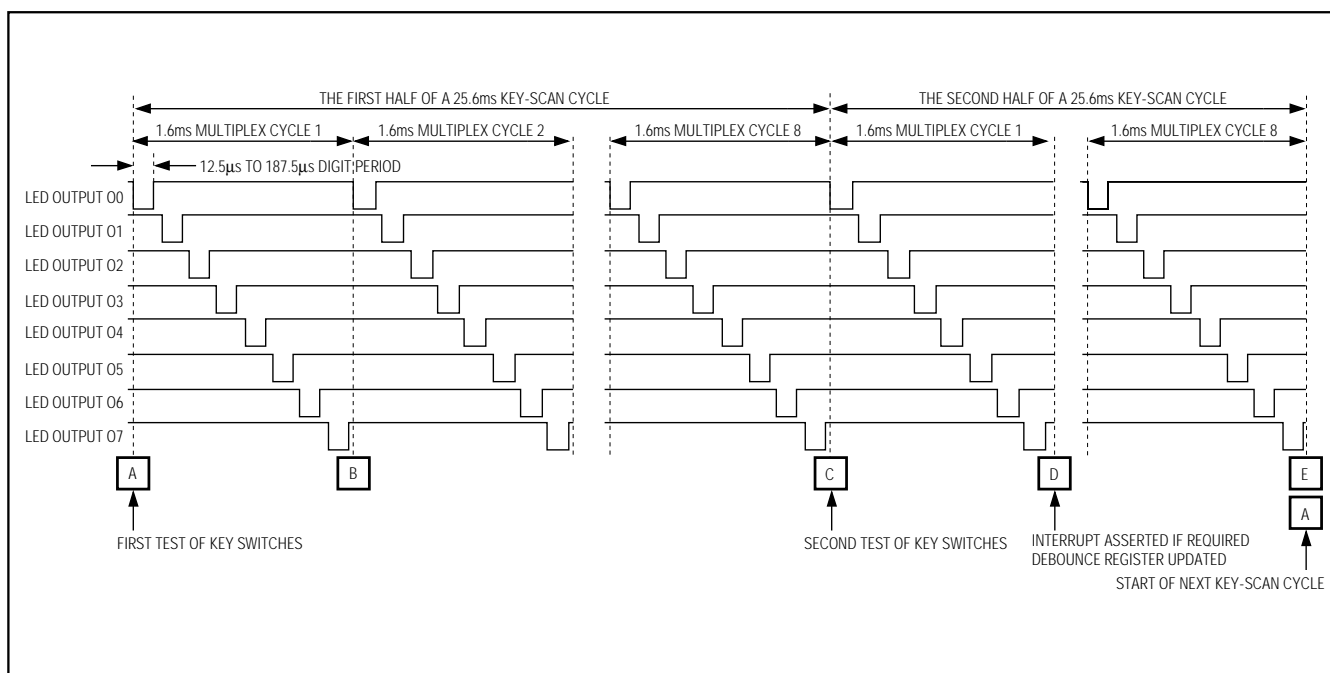 THE FIRST HALF OF A 25.6ms KEY-SCAN CYCLE
THE SECOND HALF OF A 25.6ms KEY-SCAN CYCLE
1.6ms MULTIPLEX CYCLE 1
1.6ms MULTIPLEX CYCLE 2
1.6ms MULTIPLEX CYCLE 8
1.6ms MULTIPLEX CYCLE 1
1.6ms MULTIPLEX CYCLE 8
12.5μs TO 187.5μs DIGIT PERIOD
LED OUTPUT O0
LED OUTPUT O1
LED OUTPUT O2
LED OUTPUT O3
LED OUTPUT O4
LED OUTPUT O5
LED OUTPUT O6
LED OUTPUT O7
A
B
C
D
E
A
FIRST TEST OF KEY SWITCHES
SECOND TEST OF KEY SWITCHES
INTERRUPT ASSERTED IF REQUIRED
DEBOUNCE REGISTER UPDATED
START OF NEXT KEY-SCAN CYCLE